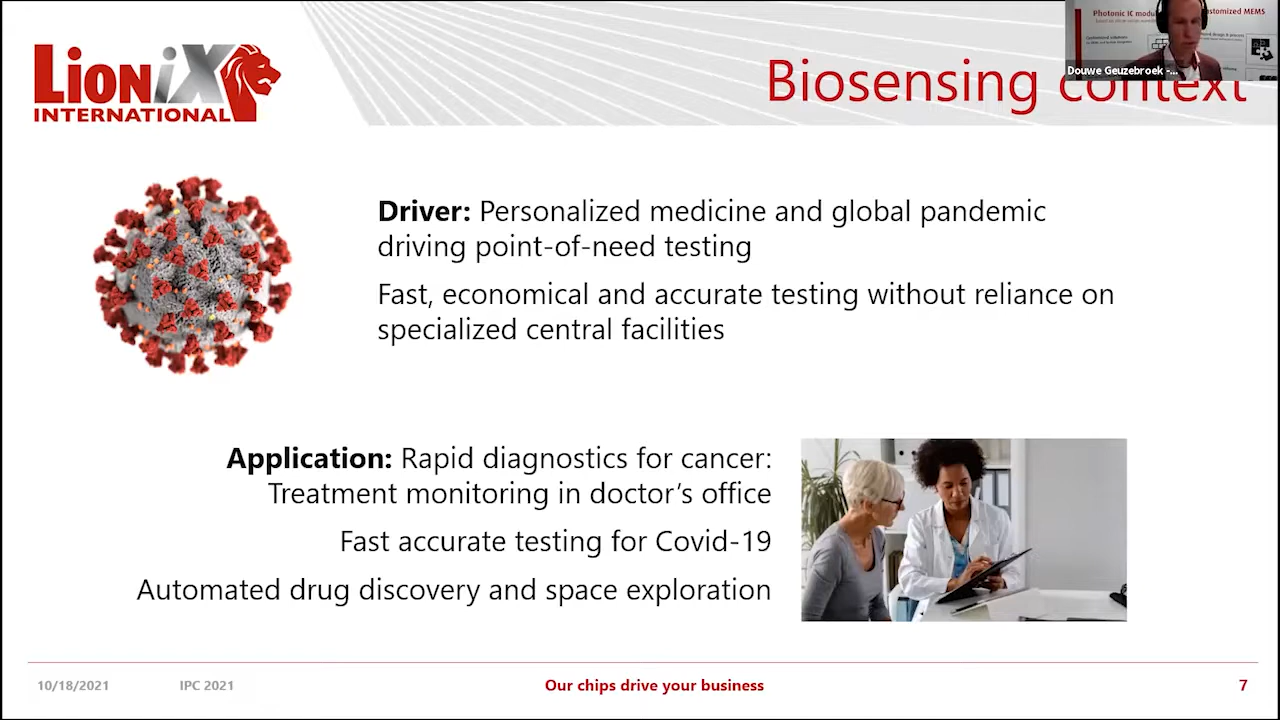 LioniX
INTERNATIONAL
Photonic IC modu
ustomized MEMS
Douwe Geuzebroek -...
Biosensing context
Driver: Personalized medicine and global pandemic
driving point-of-need testing
Fast, economical and accurate testing without reliance on
specialized central facilities
Application: Rapid diagnostics for cancer:
Treatment monitoring in doctor's office
Fast accurate testing for Covid-19
Automated drug discovery and space exploration
10/18/2021
IPC 2021
Our chips drive your business
7